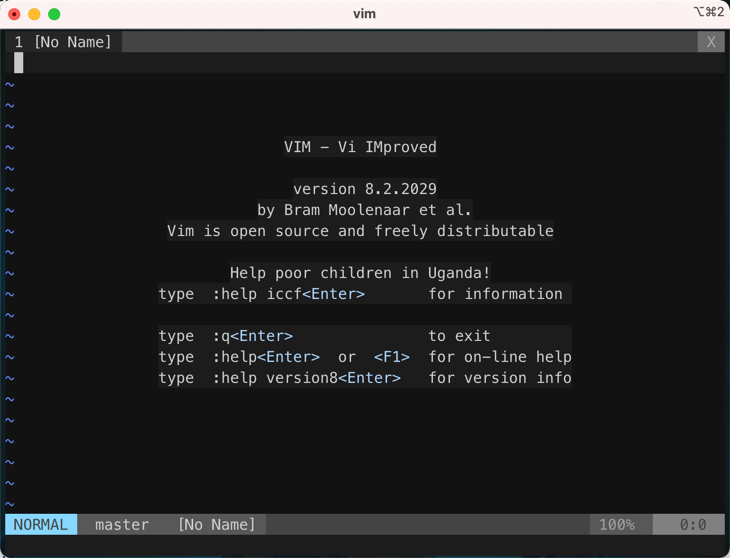 vim
⌥⌘2
1 [No Name] X
~
~
~
~
VIM - Vi IMproved
~
~
version 8.2.2029
~
by Bram Moolenaar et al.
~
Vim is open source and freely distributable
~
~
Help poor children in Uganda!
~
type :help iccf<Enter> for information
~
~
type :q<Enter> to exit
~
type :help<Enter> or <F1> for on-line help
~
type :help version8<Enter> for version info
~
~
~
~
~
~
NORMAL master [No Name] 100% 0:0